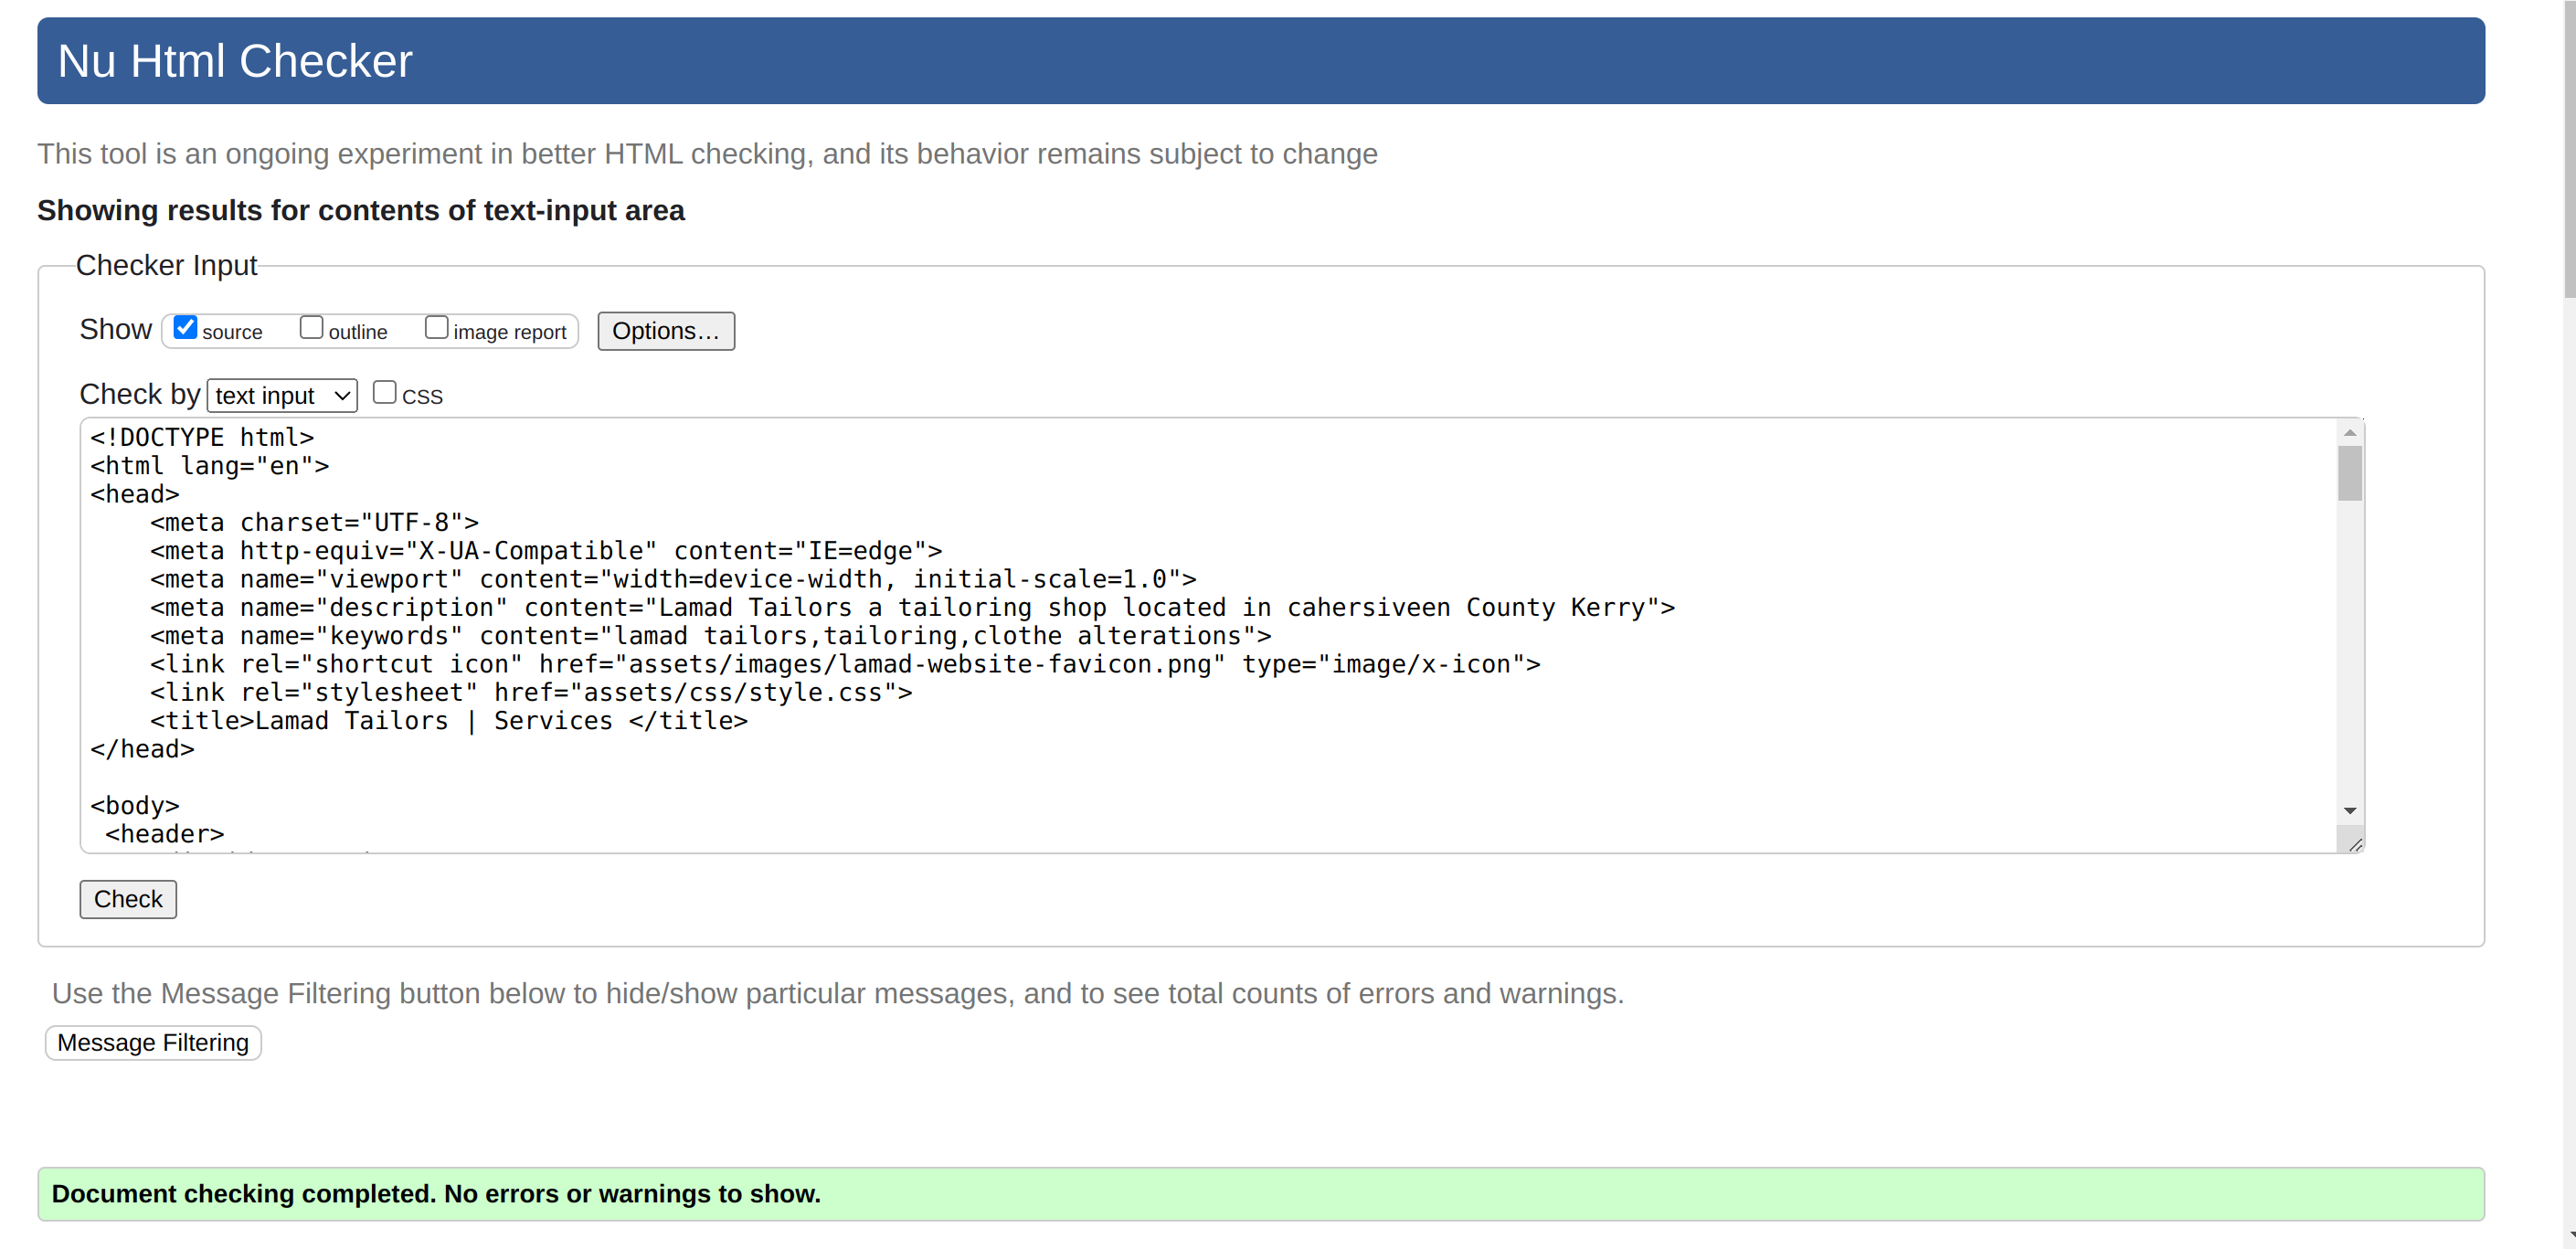 Nu Html Checker
This tool is an ongoing experiment in better HTML checking, and its behavior remains subject to change
Showing results for contents of text-input area
Checker Input
Show source outline image report Options...
Check by text input CSS
<!DOCTYPE html>
<html lang="en">
<head>
    <meta charset="UTF-8">
    <meta http-equiv="X-UA-Compatible" content="IE=edge">
    <meta name="viewport" content="width=device-width, initial-scale=1.0">
    <meta name="description" content="Lamad Tailors a tailoring shop located in cahersiveen County Kerry">
    <meta name="keywords" content="lamad tailors,tailoring,clothe alterations">
    <link rel="shortcut icon" href="assets/images/lamad-website-favicon.png" type="image/x-icon">
    <link rel="stylesheet" href="assets/css/style.css">
    <title>Lamad Tailors | Services </title>
</head>
<body>
 <header>
Check
Use the Message Filtering button below to hide/show particular messages, and to see total counts of errors and warnings.
Message Filtering
Document checking completed. No errors or warnings to show.